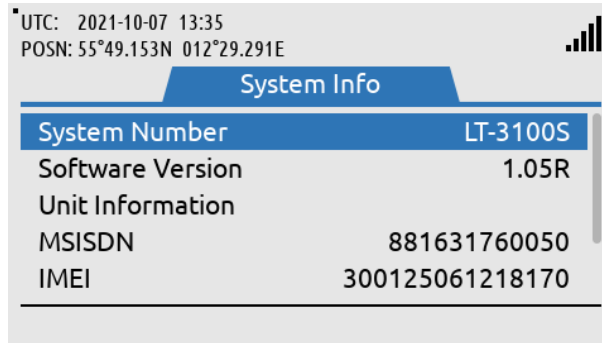 UTC: 2021-10-07 13:35
POSN: 55°49.153N 012°29.291E
System Info
System Number LT-3100S
Software Version 1.05R
Unit Information
MSISDN 881631760050
IMEI 300125061218170